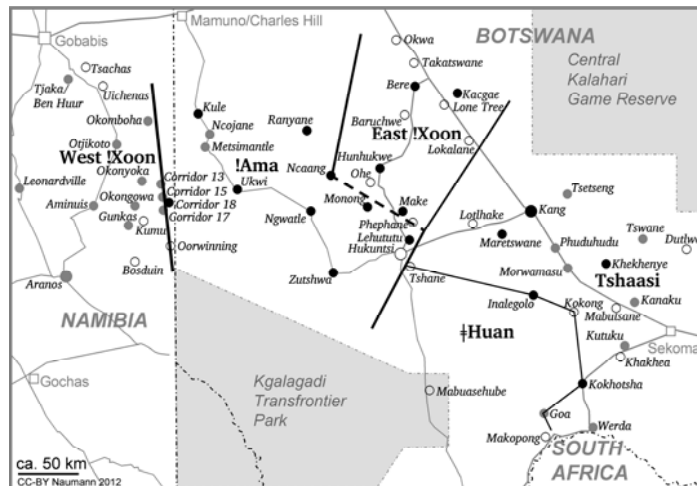 Mamuno/Charles Hill
Gobabis
Okwa
BOTSWANA
Takatswane
Central
Kalahari
Game Reserve
Tsachas
Tjaka/
Ben Huur
Uichenas
Bere
Kacgae
Lone Tree
Kule
Okomboha
Ncojane
Ranyane
Baruchwe
East !Xoon
Otjikoto
Metsimantle
Lokalane
West !Xoon
!Ama
Hunhukwe
Ncaang
Ohe
Okonyoka
Corridor 13
Leonardville
Ukwi
Corridor 15
Tsetseng
Okongowa
Corridor 18
Monong
Make
Aminuis
Corridor 17
Kang
Gunkas
Kumu
Ngwatle
Phephane
Lotlhake
Lehututu
Tswane
Maretswane
Phuduhudu
Dutlwe
Oorwinning
Hukuntsi
Bosduin
Khekhenye
Zutshwa
Tshane
Morwamasu
Tshaasi
Aranos
Inalegolo
Kokong
Kanaku
Mabutsane
NAMIBIA
ǂHuan
Kutuku
Sekoma
Khakhea
Gochas
Kgalagadi
Transfrontier
Park
Mabuasehube
Kokhotsha
Goa
Werda
Makopong
SOUTH
AFRICA
ca. 50 km
CC-BY Naumann 2012